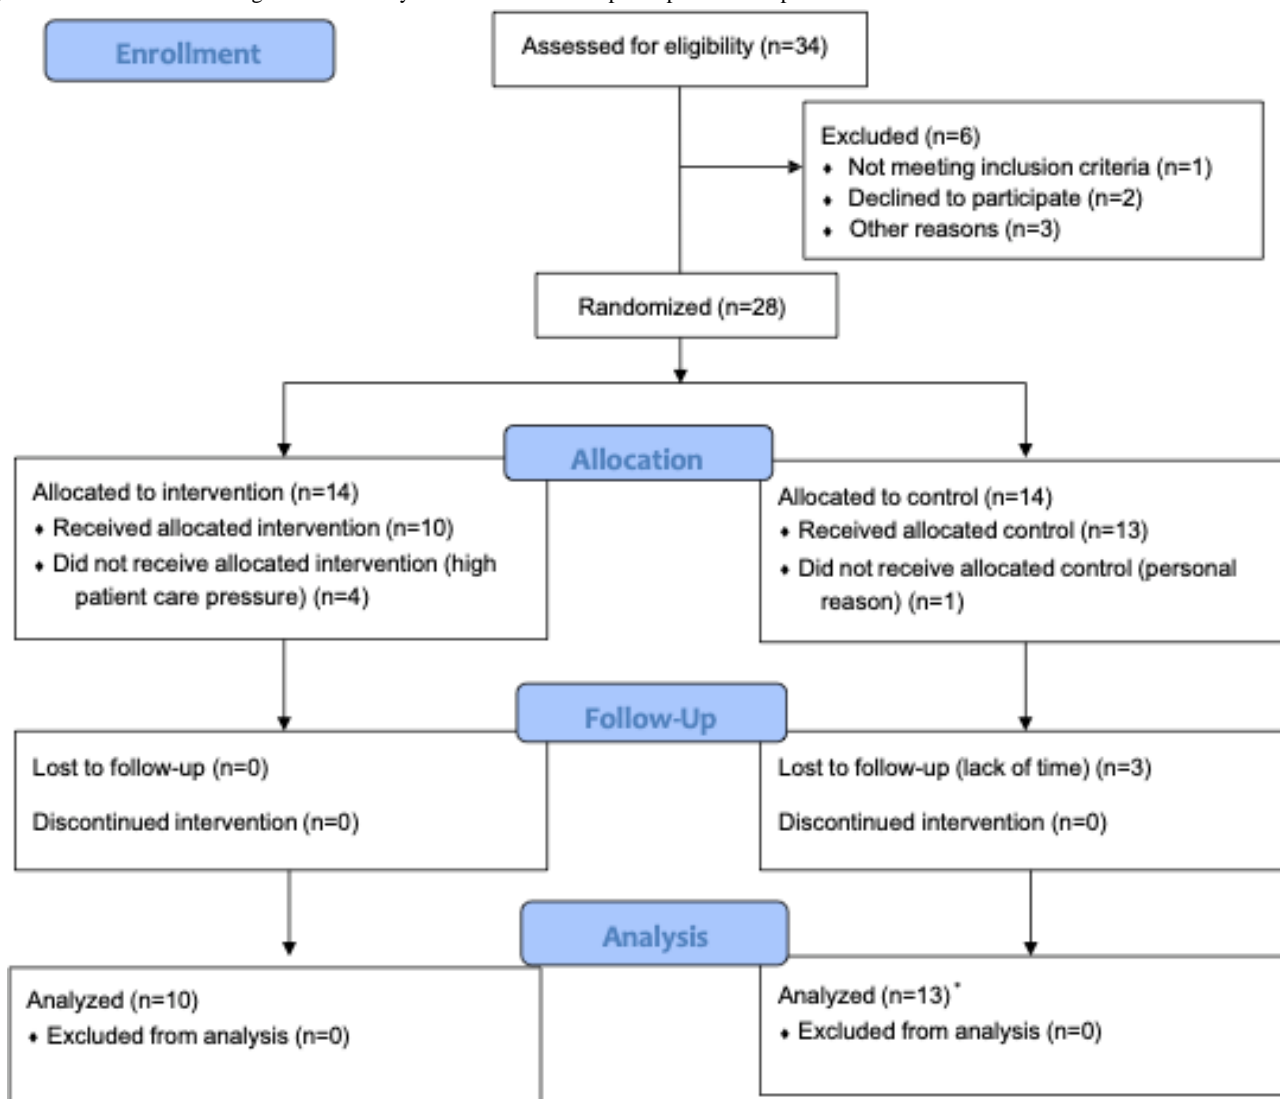 Enrollment
Assessed for eligibility (n=34)
Excluded (n=6)
♦ Not meeting inclusion criteria (n=1)
♦ Declined to participate (n=2)
♦ Other reasons (n=3)
Randomized (n=28)
Allocation
Allocated to intervention (n=14)
♦ Received allocated intervention (n=10)
♦ Did not receive allocated intervention (high
patient care pressure) (n=4)
Allocated to control (n=14)
♦ Received allocated control (n=13)
♦ Did not receive allocated control (personal
reason) (n=1)
Follow-Up
Lost to follow-up (n=0)
Discontinued intervention (n=0)
Lost to follow-up (lack of time) (n=3)
Discontinued intervention (n=0)
Analysis
Analyzed (n=10)
♦ Excluded from analysis (n=0)
Analyzed (n=13)*
♦ Excluded from analysis (n=0)